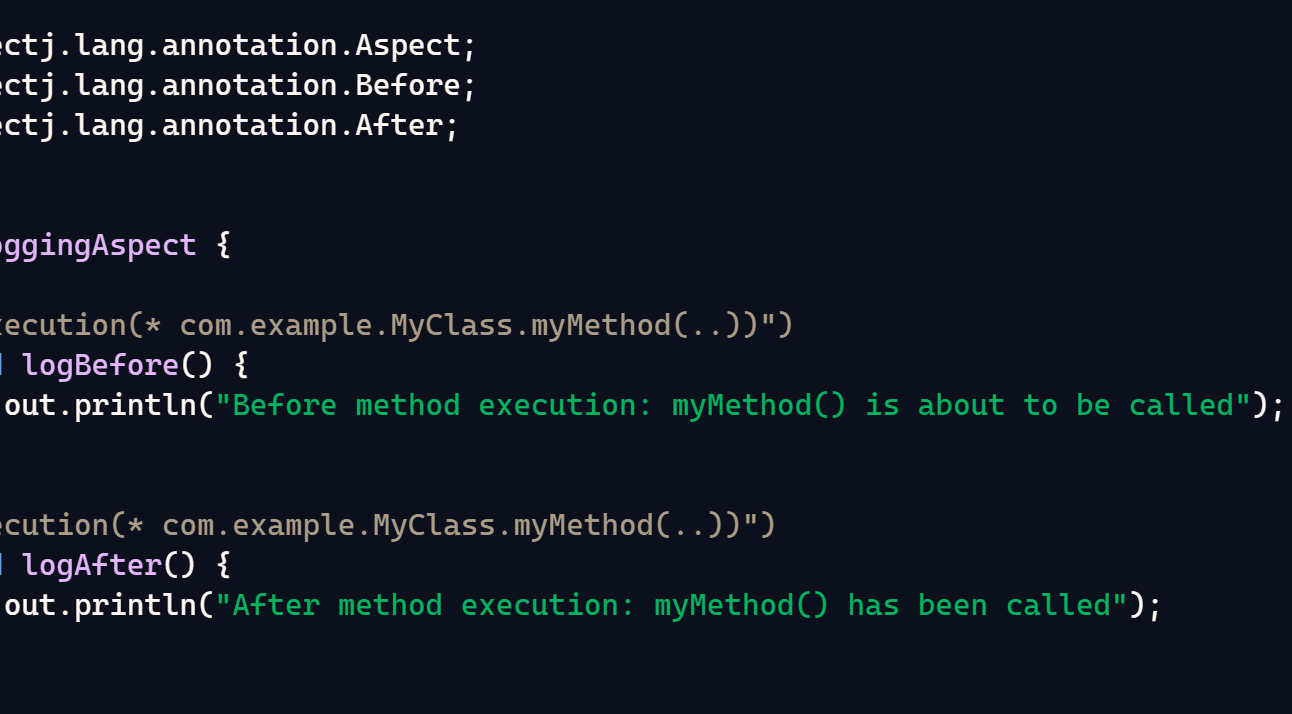 ectj.lang.annotation.Aspect;
ectj.lang.annotation.Before;
ectj.lang.annotation.After;
oggingAspect {
xecution(* com.example.MyClass.myMethod(..))")
logBefore() {
out.println("Before method execution: myMethod() is about to be called");
ecution(* com.example.MyClass.myMethod(..))")
logAfter() {
out.println("After method execution: myMethod() has been called");